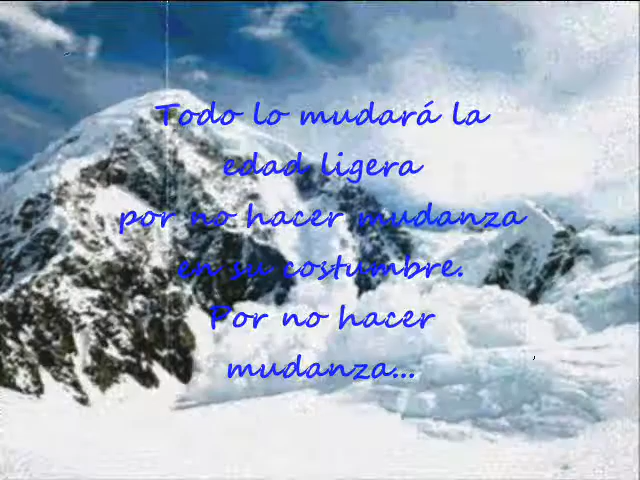 Todo lo mudará la
edad ligera
por no hacer mudanza
en su costumbre.
Por no hacer
mudanza...